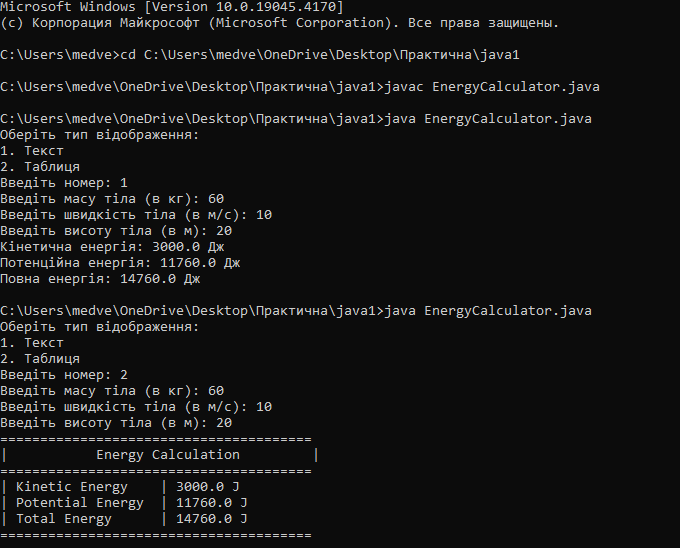 Microsoft Windows [Version 10.0.19045.4170]
(c) Корпорация Майкрософт (Microsoft Corporation). Все права защищены.
C:\Users\medve>cd C:\Users\medve\OneDrive\Desktop\Практична\java1
C:\Users\medve\OneDrive\Desktop\Практична\java1>javac EnergyCalculator.java
C:\Users\medve\OneDrive\Desktop\Практична\java1>java EnergyCalculator.java
Оберіть тип відображення:
1. Текст
2. Таблиця
Введіть номер: 1
Введіть масу тіла (в кг): 60
Введіть швидкість тіла (в м/с): 10
Введіть висоту тіла (в м): 20
Кінетична енергія: 3000.0 Дж
Потенційна енергія: 11760.0 Дж
Повна енергія: 14760.0 Дж
C:\Users\medve\OneDrive\Desktop\Практична\java1>java EnergyCalculator.java
Оберіть тип відображення:
1. Текст
2. Таблиця
Введіть номер: 2
Введіть масу тіла (в кг): 60
Введіть швидкість тіла (в м/с): 10
Введіть висоту тіла (в м): 20
=======================================
|           Energy Calculation         |
=======================================
| Kinetic Energy    | 3000.0 J
| Potential Energy  | 11760.0 J
| Total Energy      | 14760.0 J
=======================================